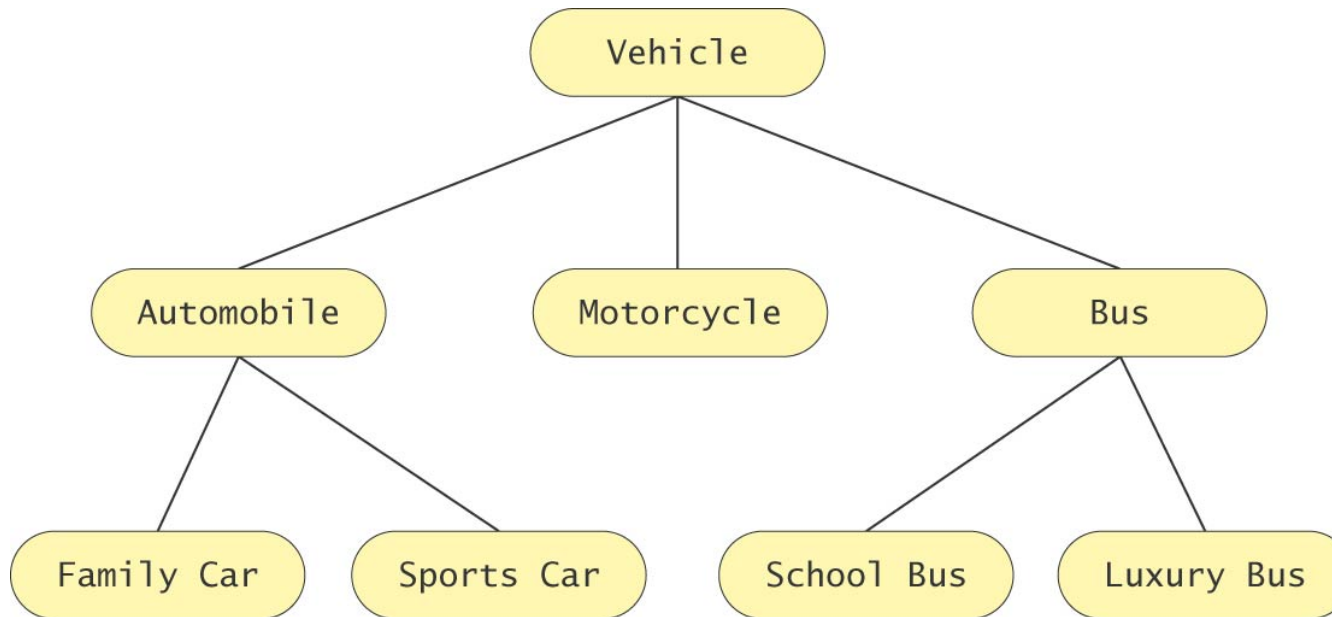 Vehicle
Automobile
Motorcycle
Bus
Family Car
Sports Car
School Bus
Luxury Bus